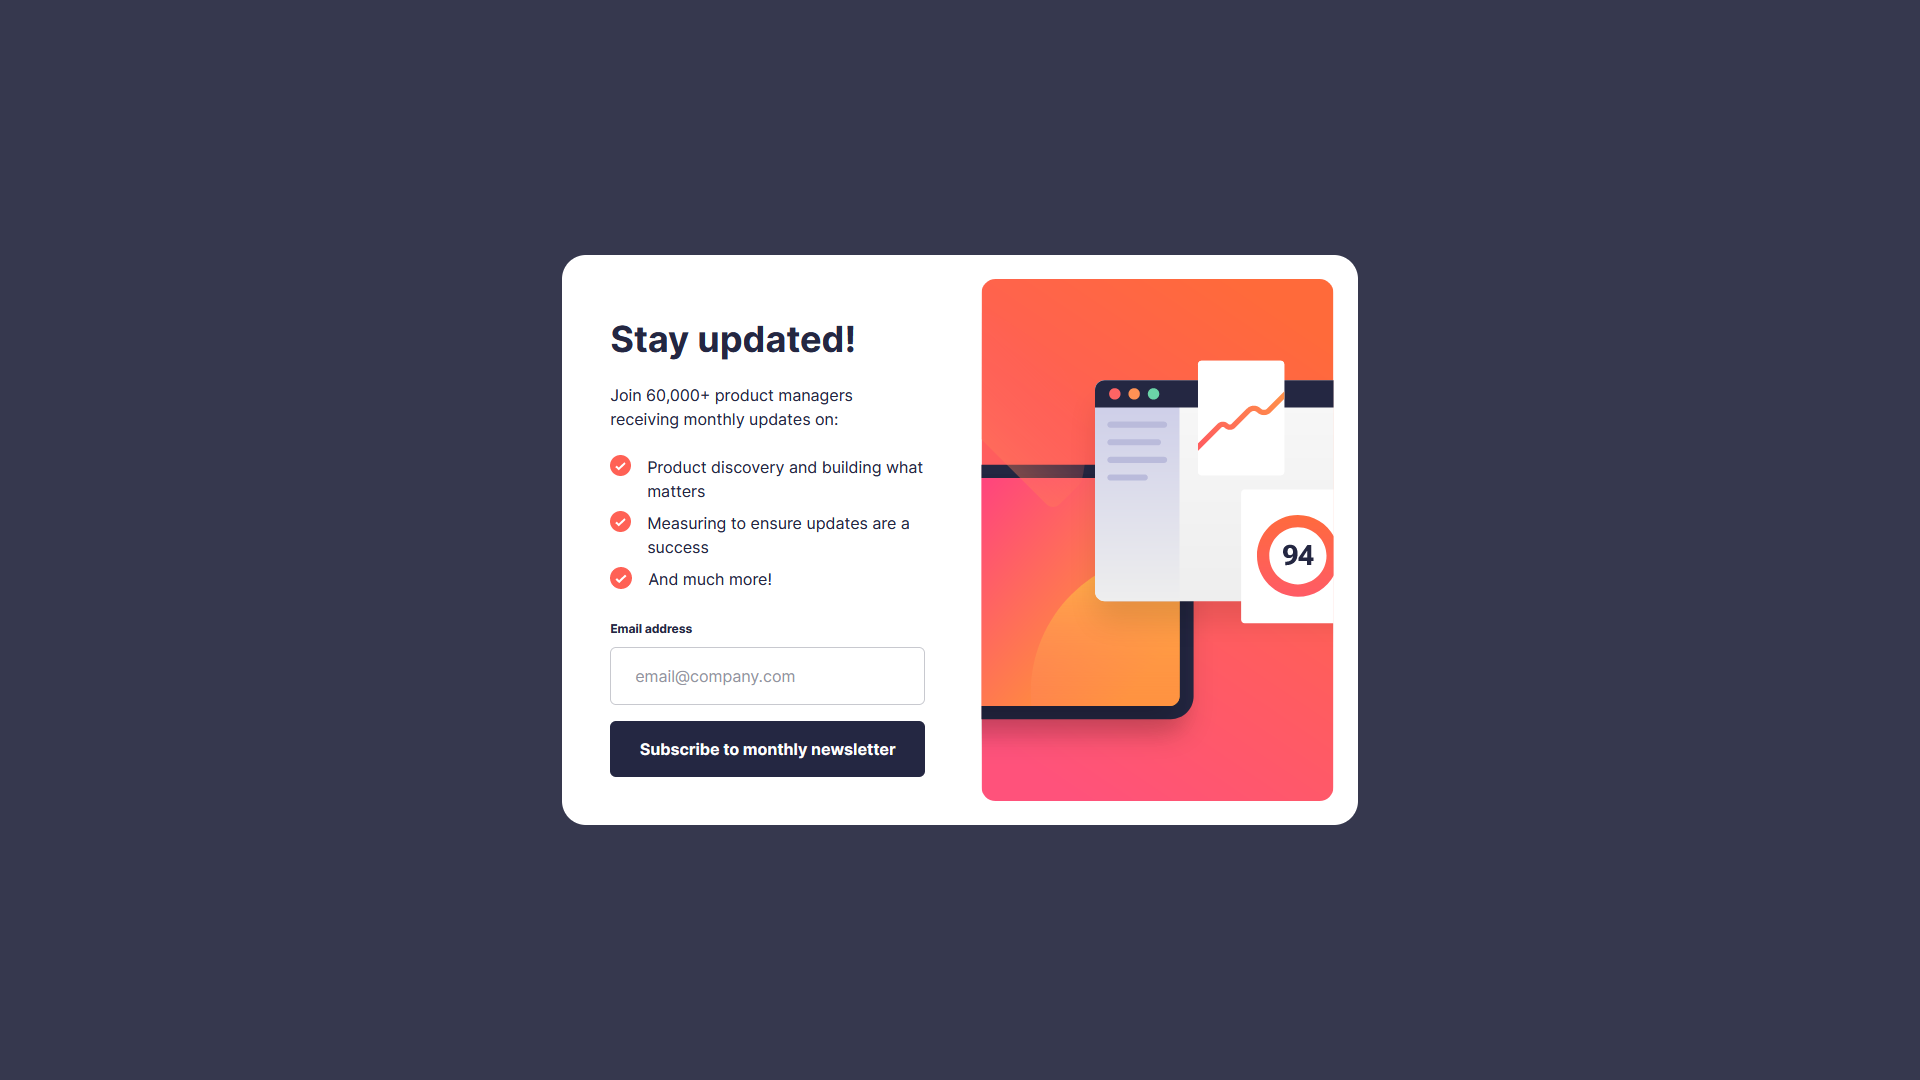 Stay updated!
Join 60,000+ product managers
receiving monthly updates on:
Product discovery and building what
matters
Measuring to ensure updates are a
success
And much more!
Email address
email@company.com
Subscribe to monthly newsletter
94